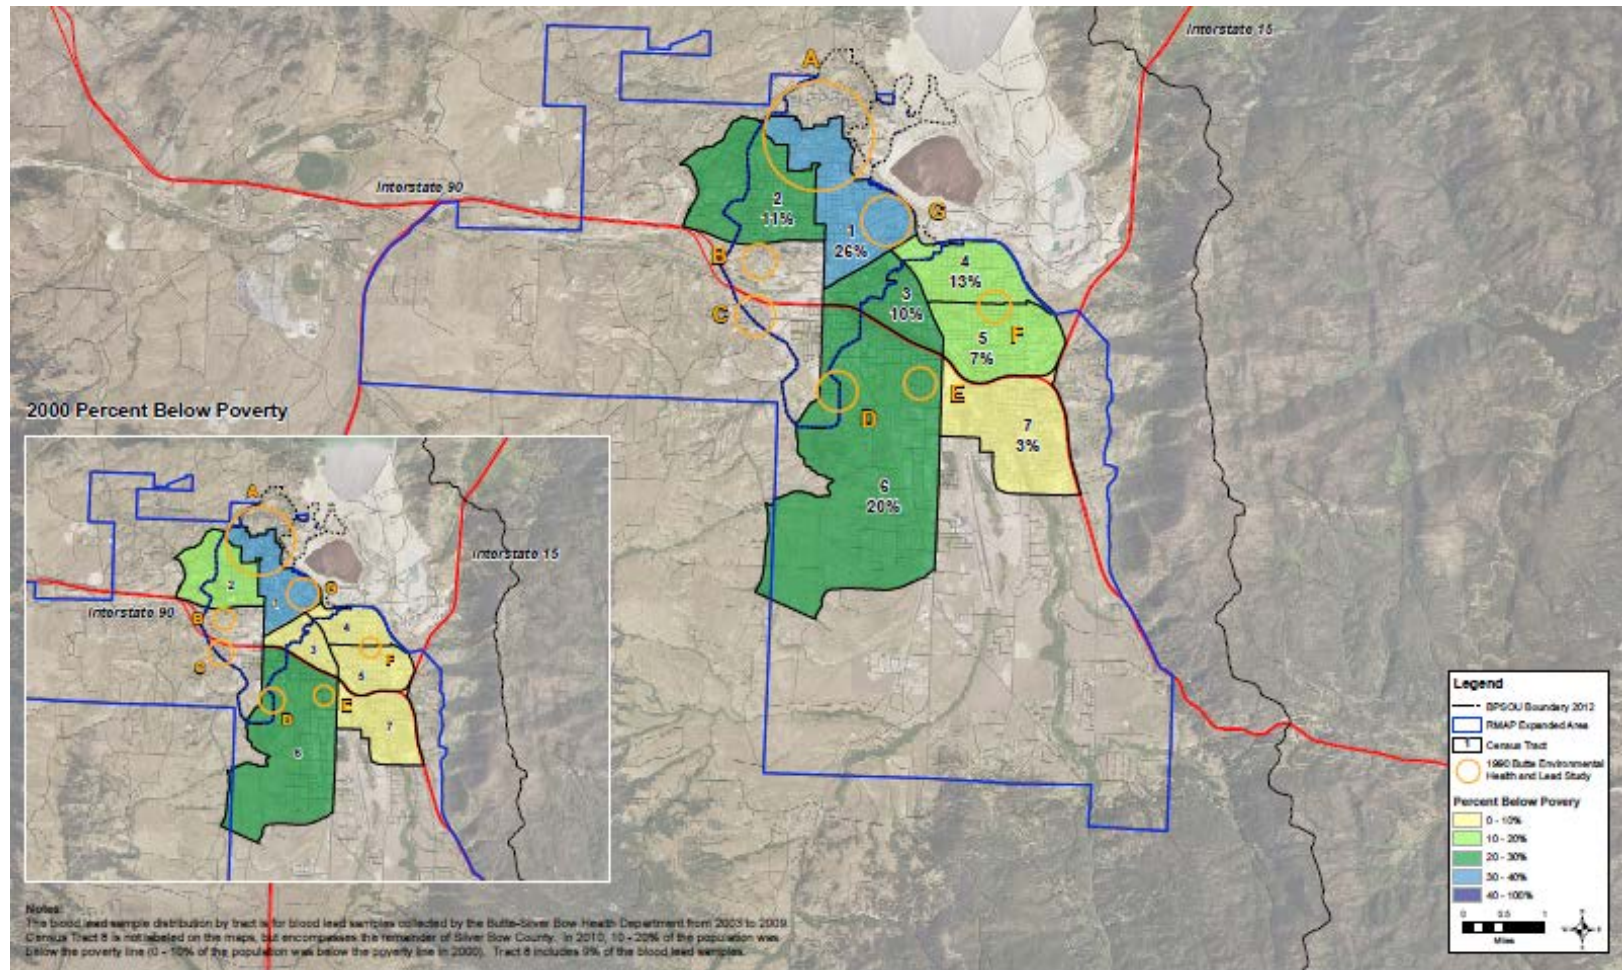 A
Interstate 15
Interstate 90
2
11%
G
1
26%
B
4
13%
C
3
10%
F
5
7%
E
D
7
3%
6
20%
2000 Percent Below Poverty
A
Interstate 15
2
1
G
Interstate 90
B
4
3
C
F
5
D
E
7
6
Legend
BPSOU Boundary 2012
RMAP Expanded Area
1 Census Tract
1990 Butte Environmental
Health and Lead Study
Percent Below Povery
0 - 10%
10 - 20%
20 - 30%
30 - 40%
40 - 100%
0 0.5 1
Miles
Notes:
The blood lead sample distribution by tract is for blood lead samples collected by the Butte-Silver Bow Health Department from 2003 to 2009.
Census Tract 8 is not labeled on the maps, but encompasses the remainder of Silver Bow County. In 2010, 10 - 20% of the population was
below the poverty line (0 - 10% of the population was below the poverty line in 2000). Tract 8 includes 9% of the blood lead samples.